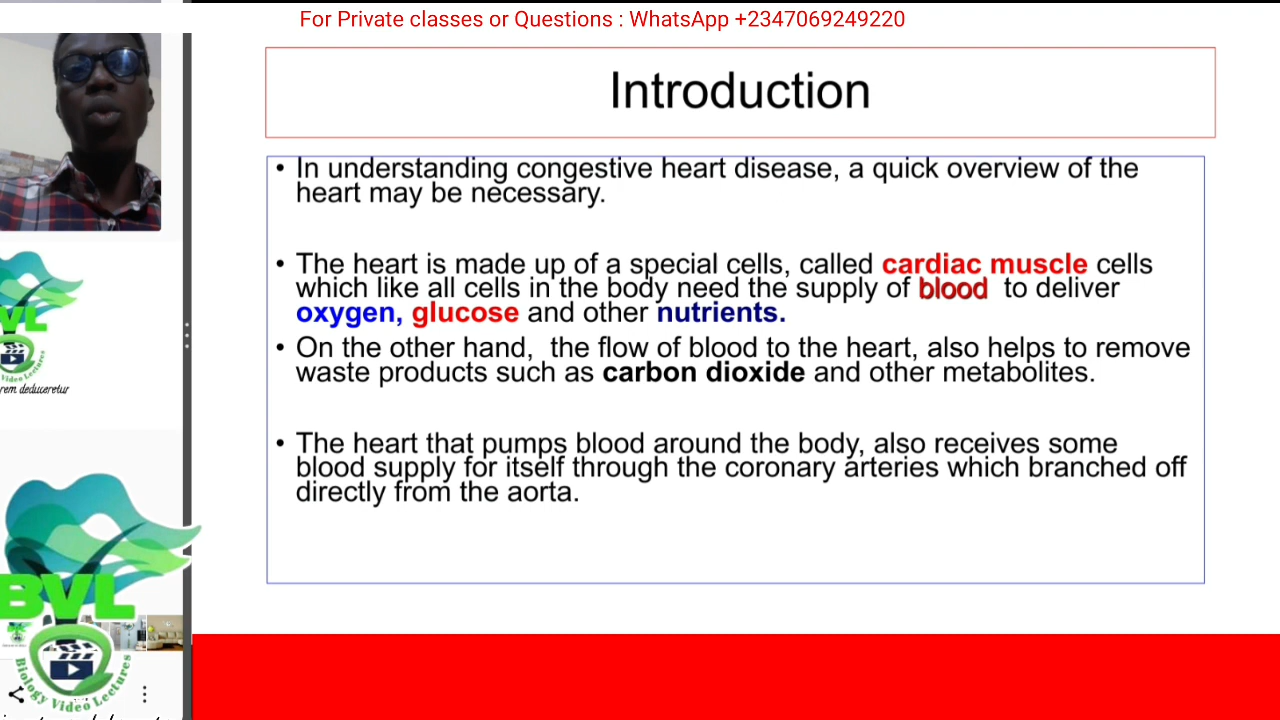 For Private classes or Questions : WhatsApp +2347069249220
Introduction
• In understanding congestive heart disease, a quick overview of the
heart may be necessary.
• The heart is made up of a special cells, called cardiac muscle cells
which like all cells in the body need the supply of blood to deliver
oxygen, glucose and other nutrients.
• On the other hand, the flow of blood to the heart, also helps to remove
waste products such as carbon dioxide and other metabolites.
• The heart that pumps blood around the body, also receives some
blood supply for itself through the coronary arteries which branched off
directly from the aorta.
VL
Video Lectures
rem deduceretur
BVL
Biology Video Lectures